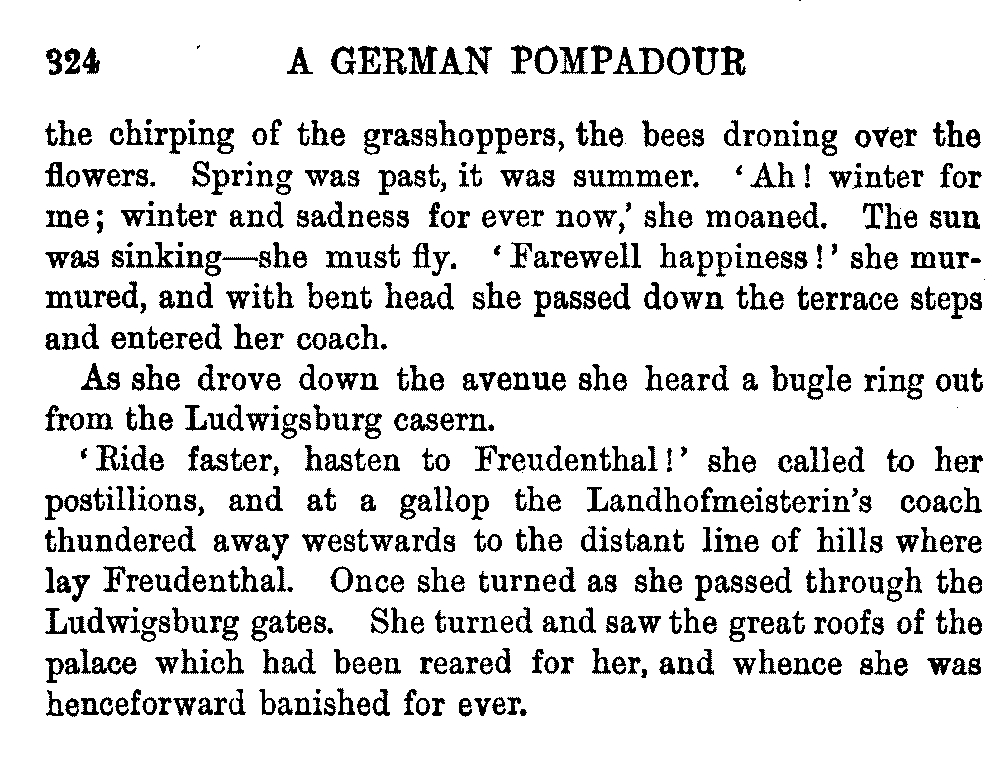 324 A GERMAN POMPADOUR
the chirping of the grasshoppers, the bees droning over the
flowers. Spring was past, it was summer. ‘Ah! winter for
me; winter and sadness for ever now,’ she moaned. The sun
was sinking—she must fly. ‘Farewell happiness!’ she mur-
mured, and with bent head she passed down the terrace steps
and entered her coach.
As she drove down the avenue she heard a bugle ring out
from the Ludwigsburg casern.
‘Ride faster, hasten to Freudenthal!’ she called to her
postillions, and at a gallop the Landhofmeisterin’s coach
thundered away westwards to the distant line of hills where
lay Freudenthal. Once she turned as she passed through the
Ludwigsburg gates. She turned and saw the great roofs of the
palace which had been reared for her, and whence she was
henceforward banished for ever.